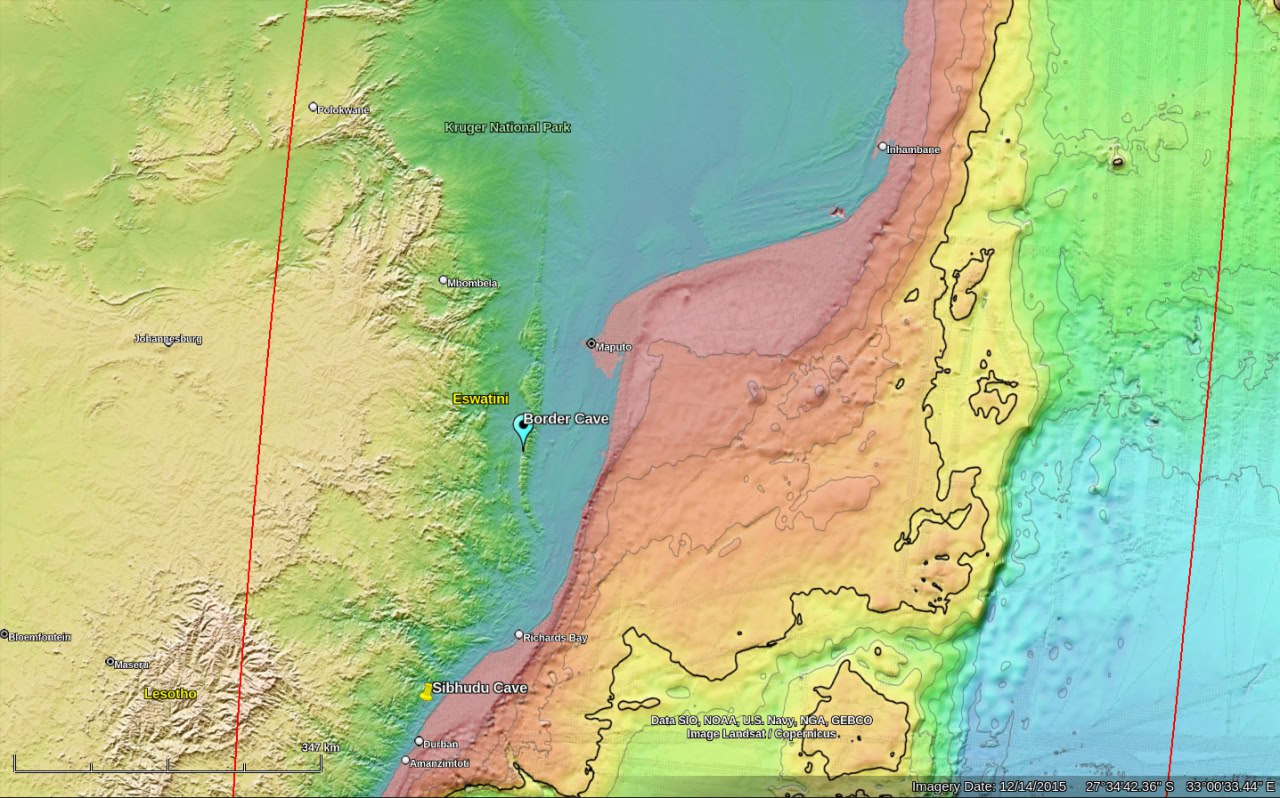 Polokwane
Kruger National Park
Inhambane
Mbombela
Johannesburg
Maputo
Eswatini
Border Cave
Richards Bay
Bloemfontein
Maseru
Lesotho
Sibhudu Cave
Data SIO, NOAA, U.S. Navy, NGA, GEBCO
Image Landsat / Copernicus
347 km
Durban
Amanzimtoti
Imagery Date: 12/14/2015 27°34'42.36" S 33°00'33.44" E